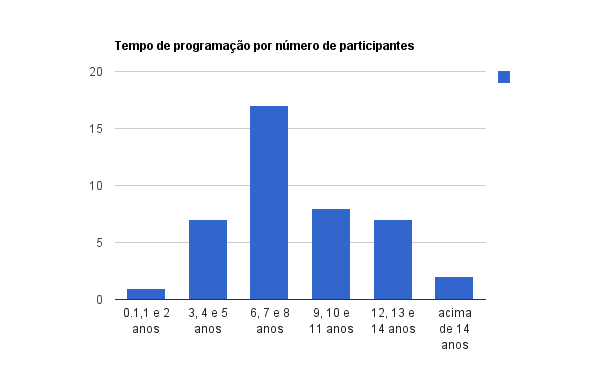 Tempo de programação por número de participantes
20
15
10
5
0
0.1,1 e 2
anos
3, 4 e 5
anos
6, 7 e 8
anos
9, 10 e
11 anos
12, 13 e
14 anos
acima
de 14
anos